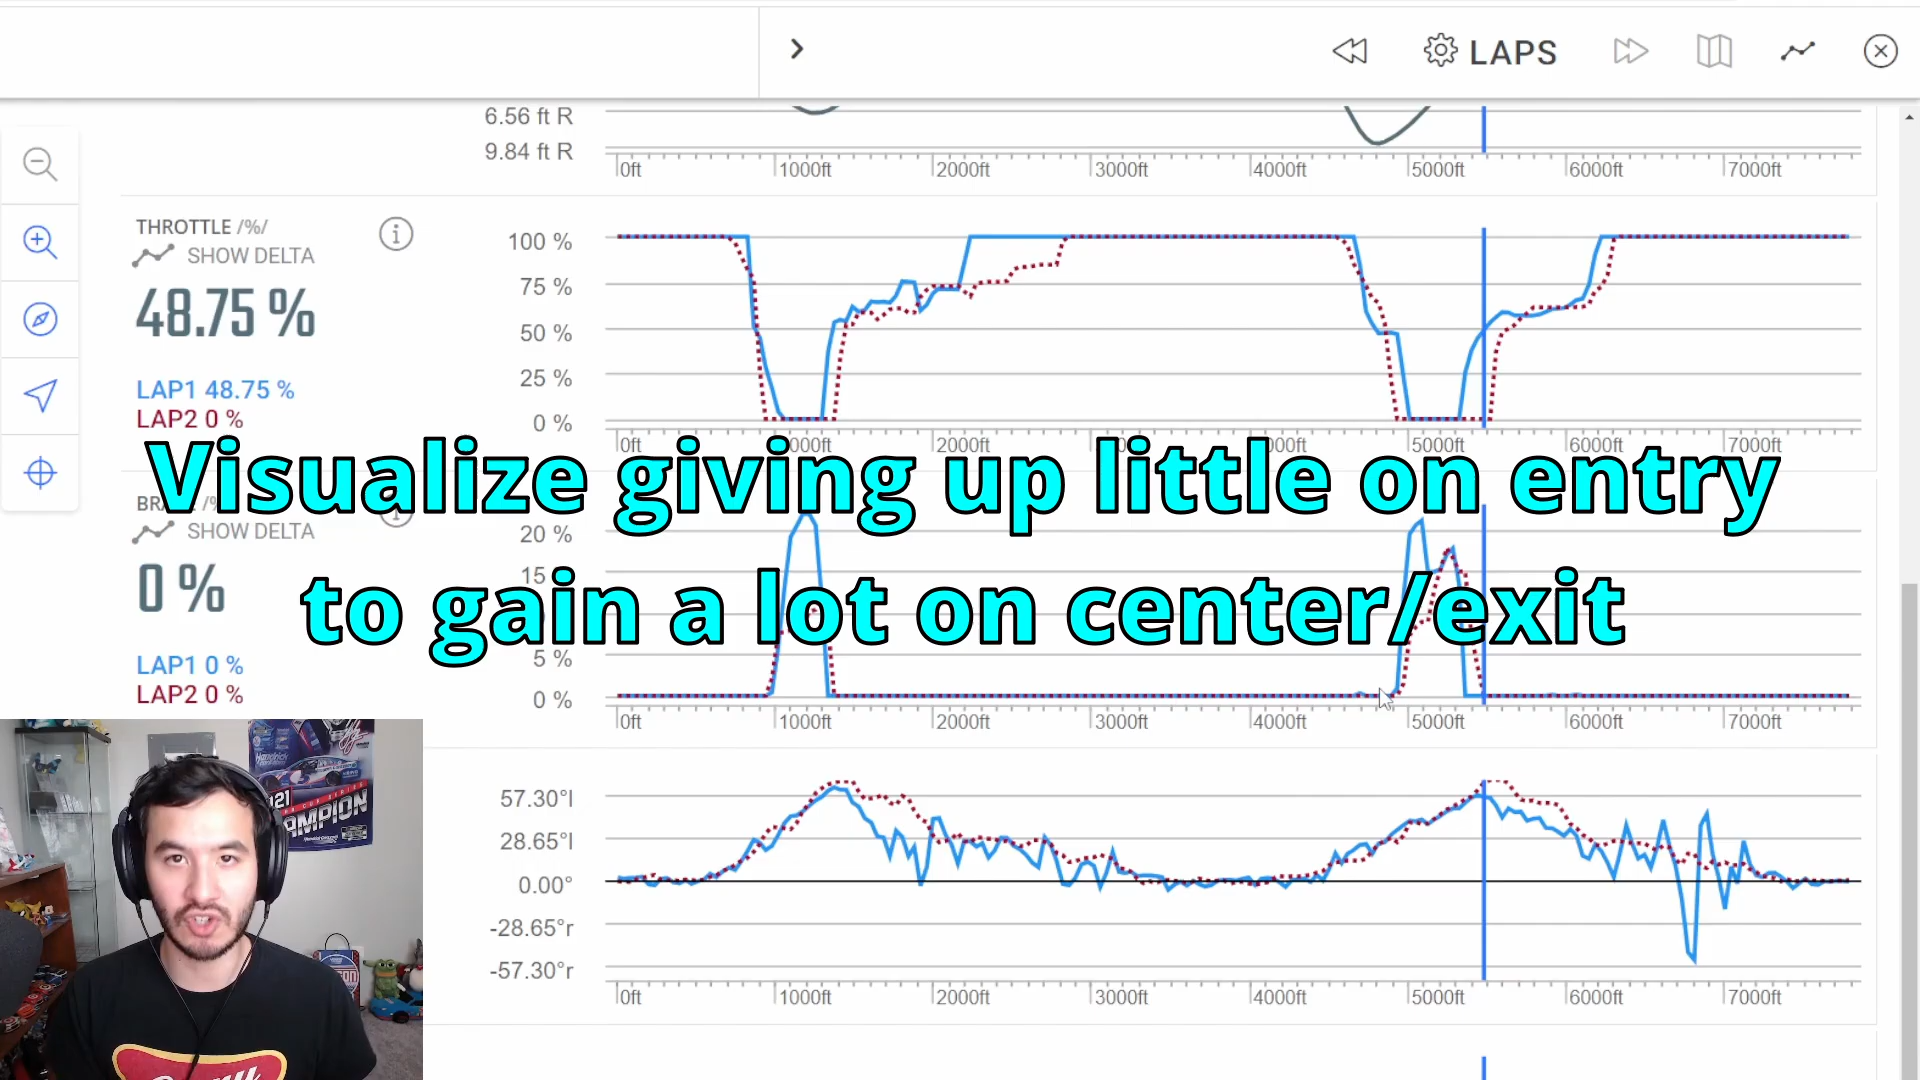 LAPS
6.56 ft R
9.84 ft R
0ft 1000ft 2000ft 3000ft 4000ft 5000ft 6000ft 7000ft
THROTTLE /%/
SHOW DELTA
48.75 %
LAP1 48.75 %
LAP2 0 %
100 %
75 %
50 %
25 %
0 %
0ft 2000ft 5000ft 6000ft 7000ft
Visualize giving up little on entry
to gain a lot on center/exit
SHOW DELTA
0 %
LAP1 0 %
LAP2 0 %
20 %
15
5 %
0 %
0ft 1000ft 2000ft 3000ft 4000ft 5000ft 6000ft 7000ft
57.30°l
28.65°l
0.00°
-28.65°r
-57.30°r
0ft 1000ft 2000ft 3000ft 4000ft 5000ft 6000ft 7000ft
Hendrick